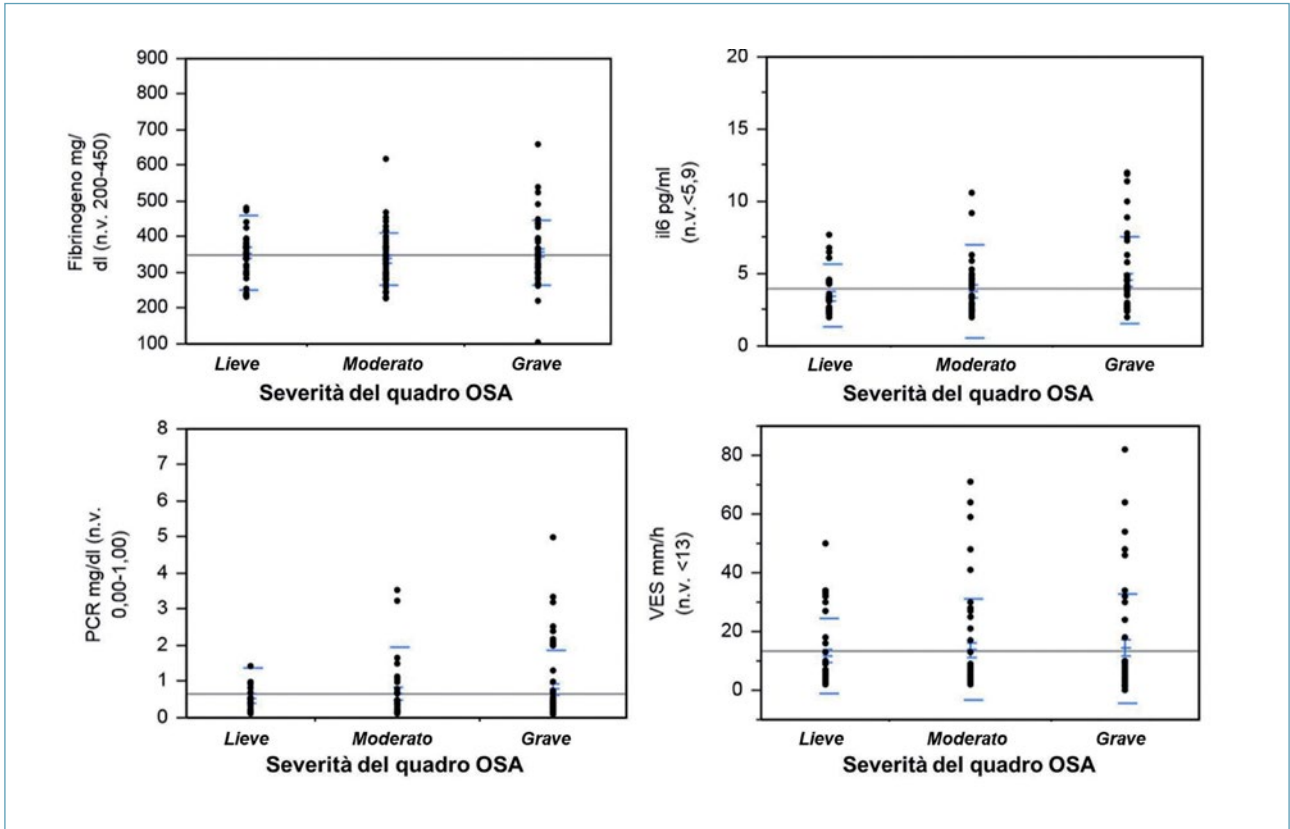 Fibrinogeno mg/
dl (n.v. 200-450)
900
800
700
600
500
400
300
200
100
Lieve Moderato Grave
Severità del quadro OSA
il6 pg/ml
(n.v.<5,9)
20
15
10
5
0
Lieve Moderato Grave
Severità del quadro OSA
PCR mg/dl (n.v.
0,00-1,00)
8
7
6
5
4
3
2
1
0
Lieve Moderato Grave
Severità del quadro OSA
VES mm/h
(n.v. <13)
80
60
40
20
0
Lieve Moderato Grave
Severità del quadro OSA